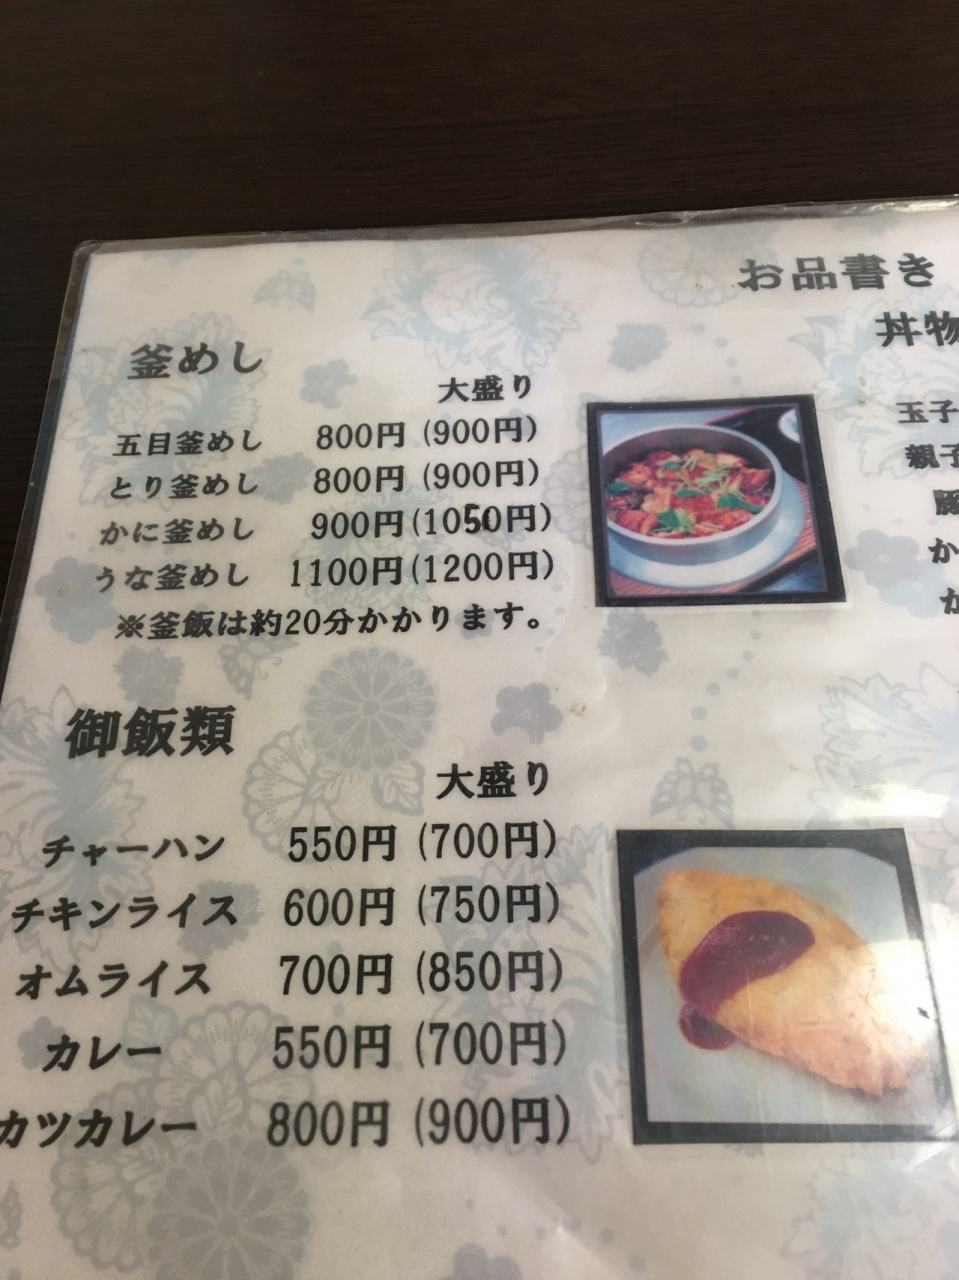 お品書き
釜めし
大盛り
五目釜めし 800円 (900円)
とり釜めし 800円 (900円)
かに釜めし 900円 (1050円)
うな釜めし 1100円 (1200円)
※釜飯は約20分かかります。
御飯類
大盛り
チャーハン 550円 (700円)
チキンライス 600円 (750円)
オムライス 700円 (850円)
カレー 550円 (700円)
カツカレー 800円 (900円)
丼物
玉子
親子